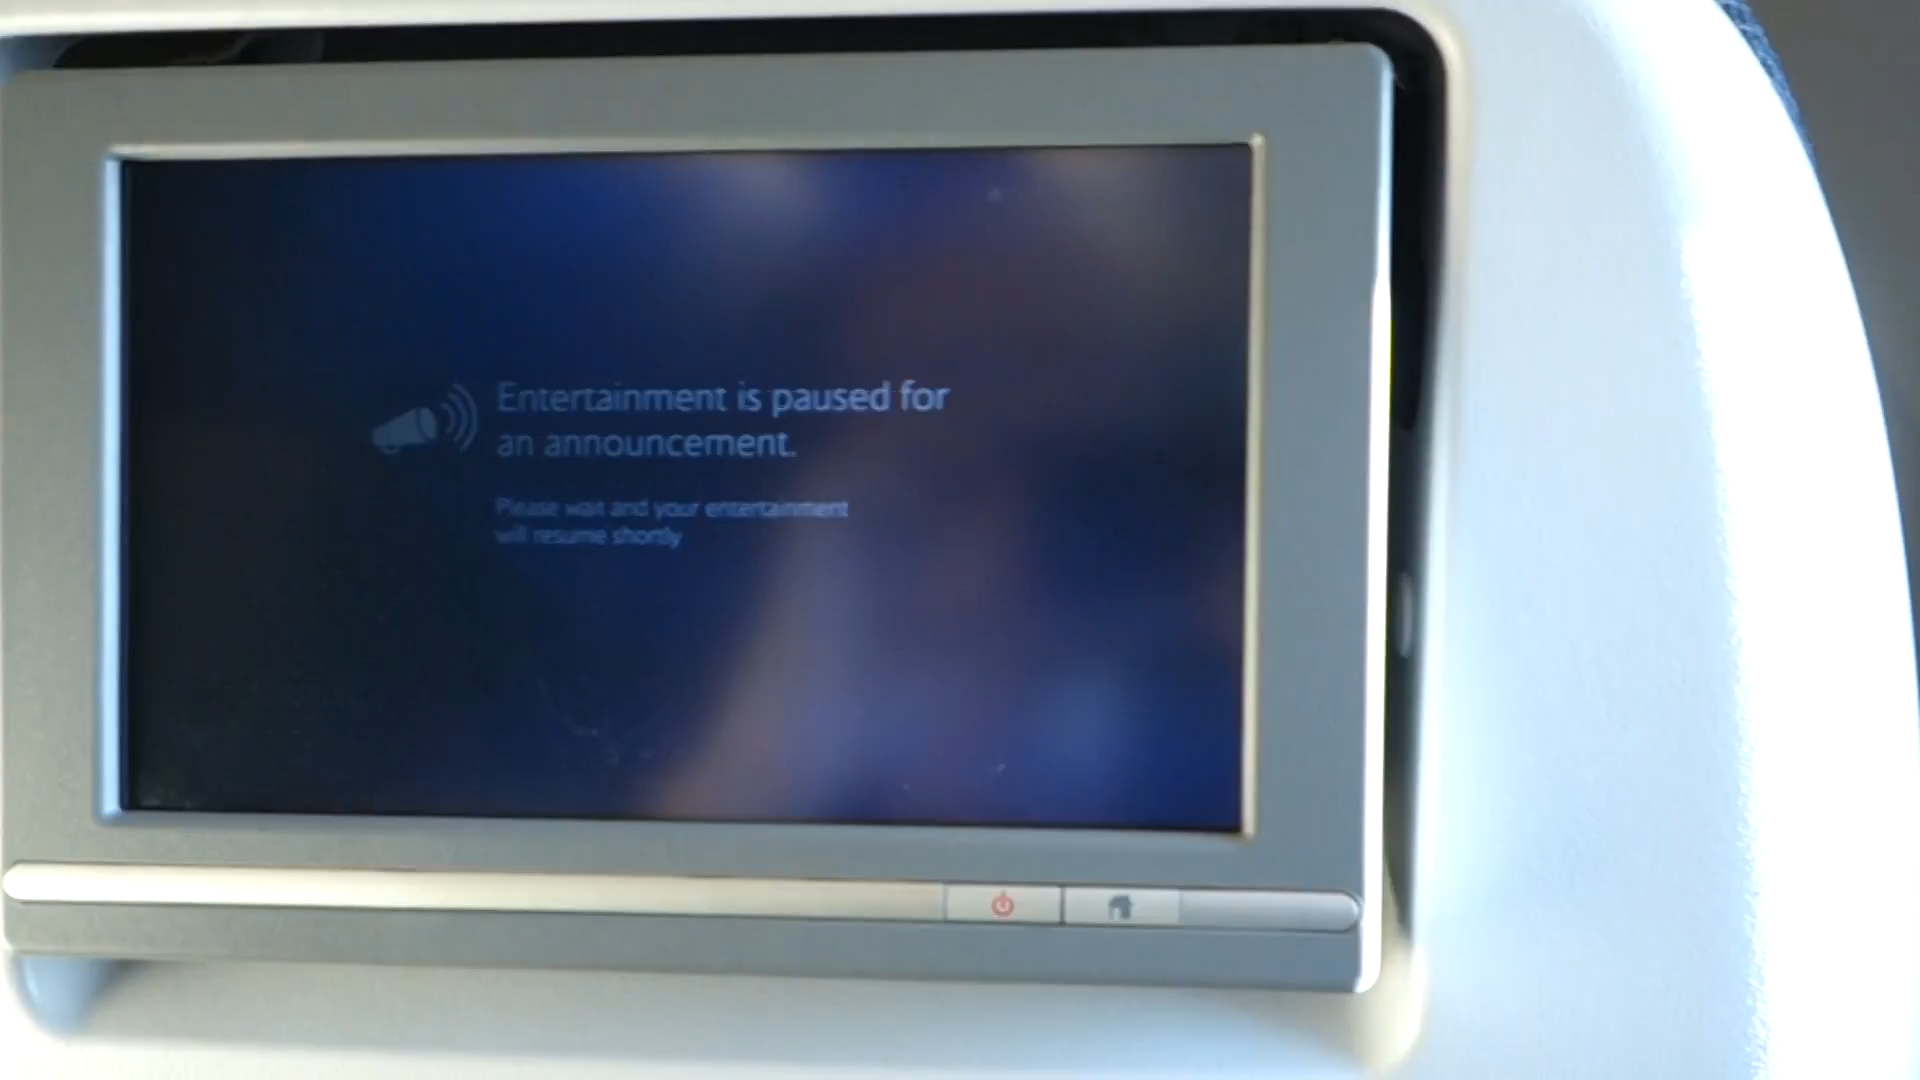 Entertainment is paused for
an announcement.
Please wait and your entertainment
will resume shortly